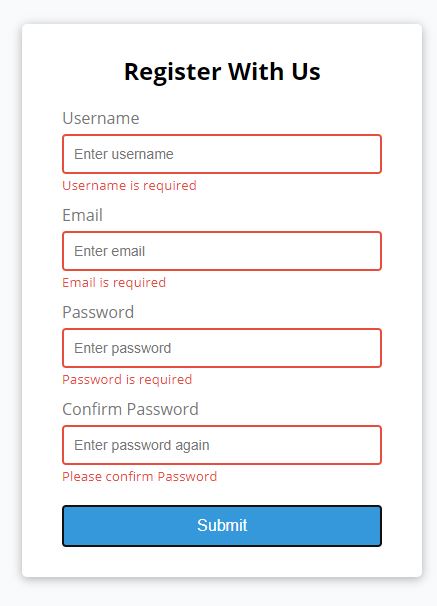 Register With Us
Username
Enter username
Username is required
Email
Enter email
Email is required
Password
Enter password
Password is required
Confirm Password
Enter password again
Please confirm Password
Submit